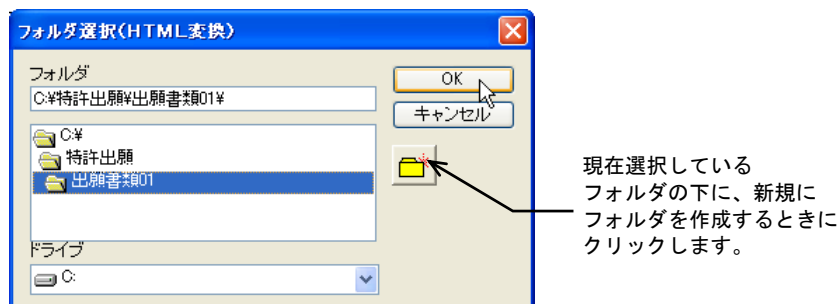 フォルダ選択(HTML変換)
フォルダ
OK
C:¥特許出願¥出願書類01¥
キャンセル
C:¥
特許出願
出願書類01
現在選択している
フォルダの下に、新規に
フォルダを作成するときに
クリックします。
ドライブ
C: